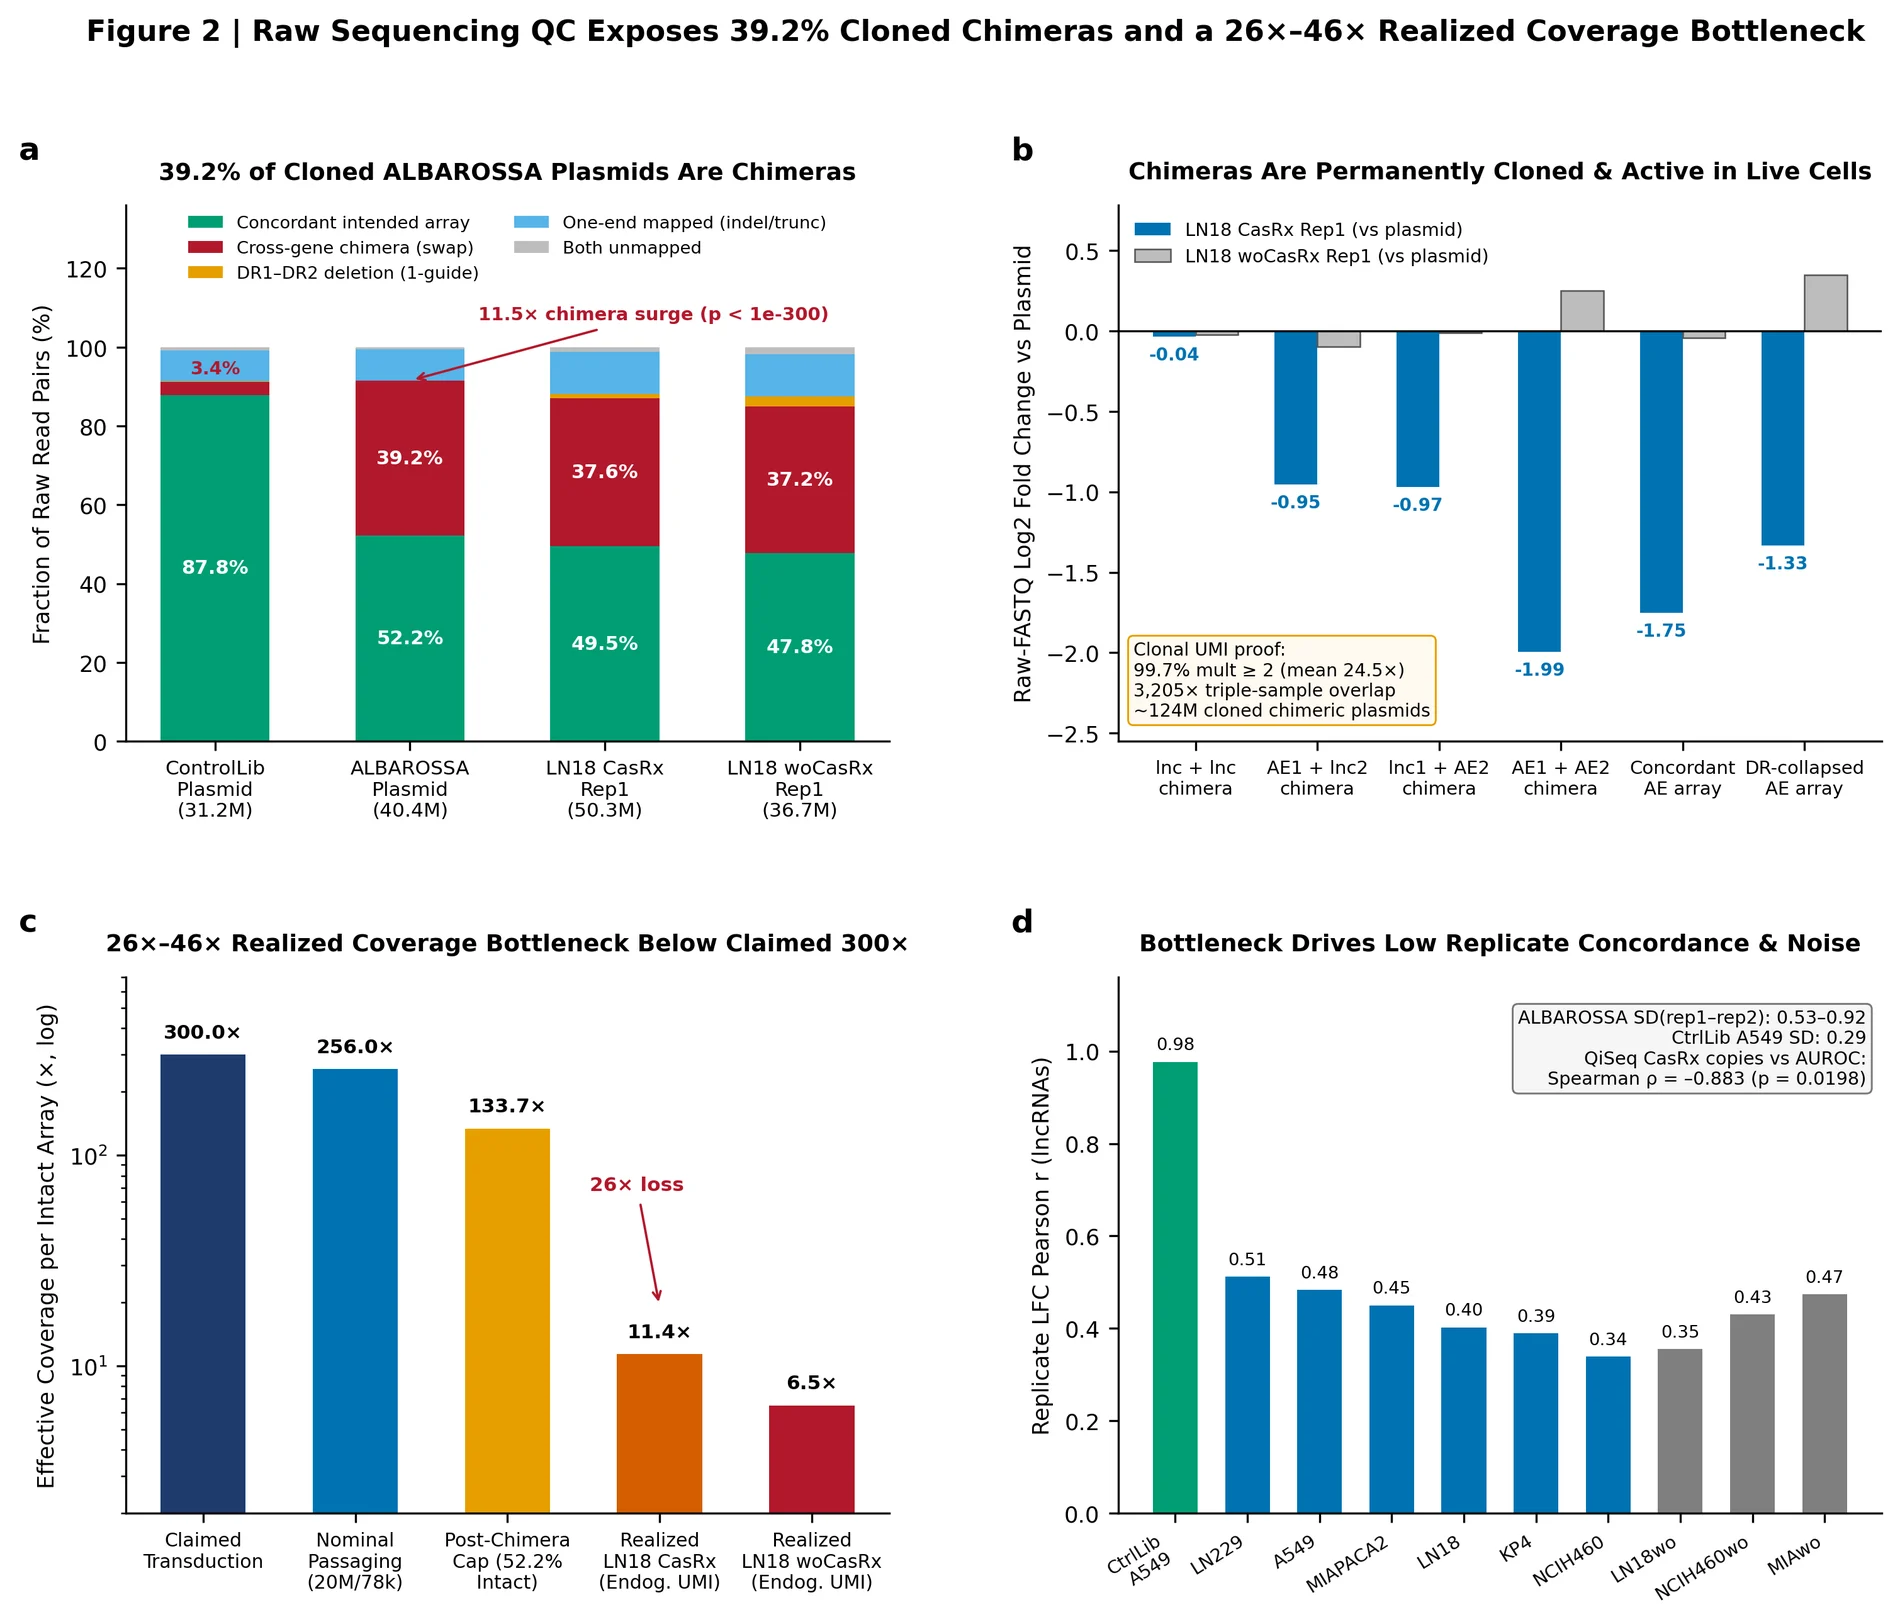 Figure 2 | Raw Sequencing QC Exposes 39.2% Cloned Chimeras and a 26×–46× Realized Coverage Bottleneck
a
39.2% of Cloned ALBAROSSA Plasmids Are Chimeras
Concordant intended array
Cross-gene chimera (swap)
DR1–DR2 deletion (1-guide)
One-end mapped (indel/trunc)
Both unmapped
11.5× chimera surge (p < 1e-300)
Fraction of Raw Read Pairs (%)
120
100
80
60
40
20
0
3.4%
87.8%
39.2%
52.2%
37.6%
49.5%
37.2%
47.8%
ControlLib
Plasmid
(31.2M)
ALBAROSSA
Plasmid
(40.4M)
LN18 CasRx
Rep1
(50.3M)
LN18 woCasRx
Rep1
(36.7M)
b
Chimeras Are Permanently Cloned & Active in Live Cells
LN18 CasRx Rep1 (vs plasmid)
LN18 woCasRx Rep1 (vs plasmid)
Raw-FASTQ Log2 Fold Change vs Plasmid
0.5
0.0
−0.5
−1.0
−1.5
−2.0
−2.5
-0.04
-0.95
-0.97
-1.99
-1.75
-1.33
Clonal UMI proof:
99.7% mult ≥ 2 (mean 24.5×)
3,205× triple-sample overlap
~124M cloned chimeric plasmids
lnc + lnc
chimera
AE1 + lnc2
chimera
lnc1 + AE2
chimera
AE1 + AE2
chimera
Concordant
AE array
DR-collapsed
AE array
c
26×–46× Realized Coverage Bottleneck Below Claimed 300×
Effective Coverage per Intact Array (×, log)
10²
10¹
300.0×
256.0×
133.7×
26× loss
11.4×
6.5×
Claimed
Transduction
Nominal
Passaging
(20M/78k)
Post-Chimera
Cap (52.2%
Intact)
Realized
LN18 CasRx
(Endog. UMI)
Realized
LN18 woCasRx
(Endog. UMI)
d
Bottleneck Drives Low Replicate Concordance & Noise
ALBAROSSA SD(rep1–rep2): 0.53–0.92
CtrlLib A549 SD: 0.29
QiSeq CasRx copies vs AUROC:
Spearman ρ = –0.883 (p = 0.0198)
Replicate LFC Pearson r (lncRNAs)
1.0
0.8
0.6
0.4
0.2
0.0
0.98
0.51
0.48
0.45
0.40
0.39
0.34
0.35
0.43
0.47
CtrlLib
A549
LN229
A549
MIAPACA2
LN18
KP4
NCIH460
LN18wo
NCIH460wo
MIAwo